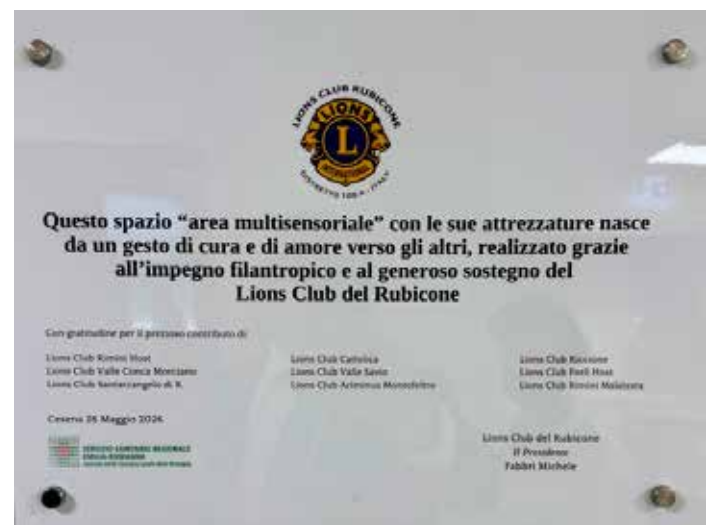 LIONS CLUB RUBICONE
LIONS
L
INTERNATIONAL
DISTRETTO 108 A - ITALY
Questo spazio “area multisensoriale” con le sue attrezzature nasce
da un gesto di cura e di amore verso gli altri, realizzato grazie
all’impegno filantropico e al generoso sostegno del
Lions Club del Rubicone
Con gratitudine per il prezioso contributo di:
Lions Club Rimini Host
Lions Club Valle Conca Morciano
Lions Club Santarcangelo di R.
Lions Club Cattolica
Lions Club Valle Savio
Lions Club Ariminus Montefeltro
Lions Club Riccione
Lions Club Forlì Host
Lions Club Rimini Malatesta
Cesena 26 Maggio 2026
SERVIZIO SANITARIO REGIONALE
EMILIA-ROMAGNA
Lions Club del Rubicone
Il Presidente
Fabbri Michele